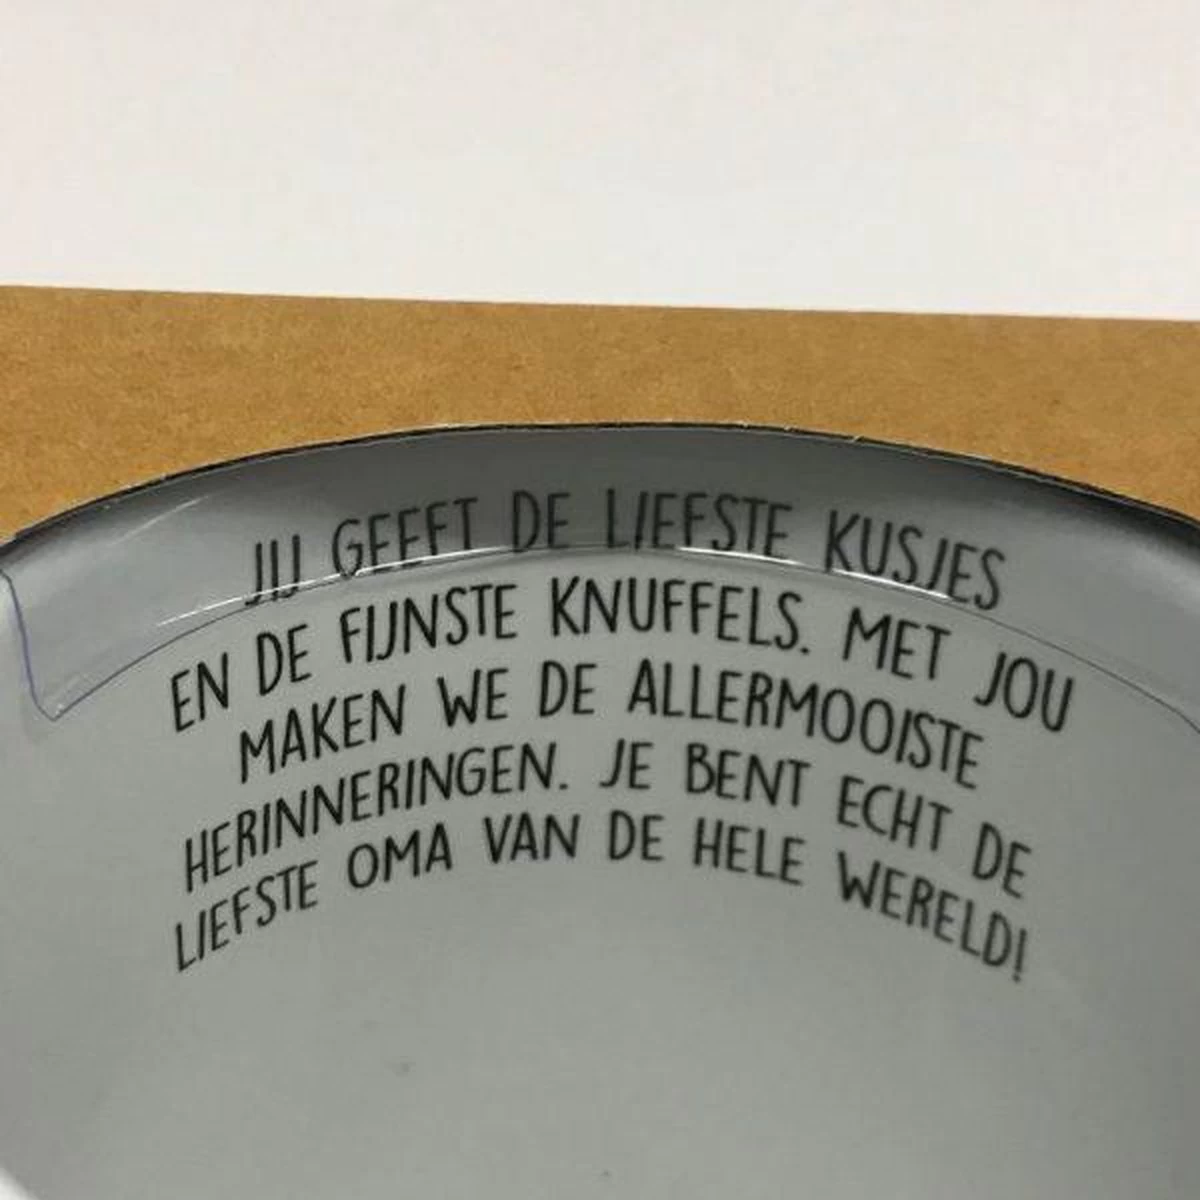 JIJ GEEFT DE LIEFSTE KUSJES
EN DE FIJNSTE KNUFFELS. MET JOU
MAKEN WE DE ALLERMOOISTE
HERINNERINGEN. JE BENT ECHT DE
LIEFSTE OMA VAN DE HELE WERELD!